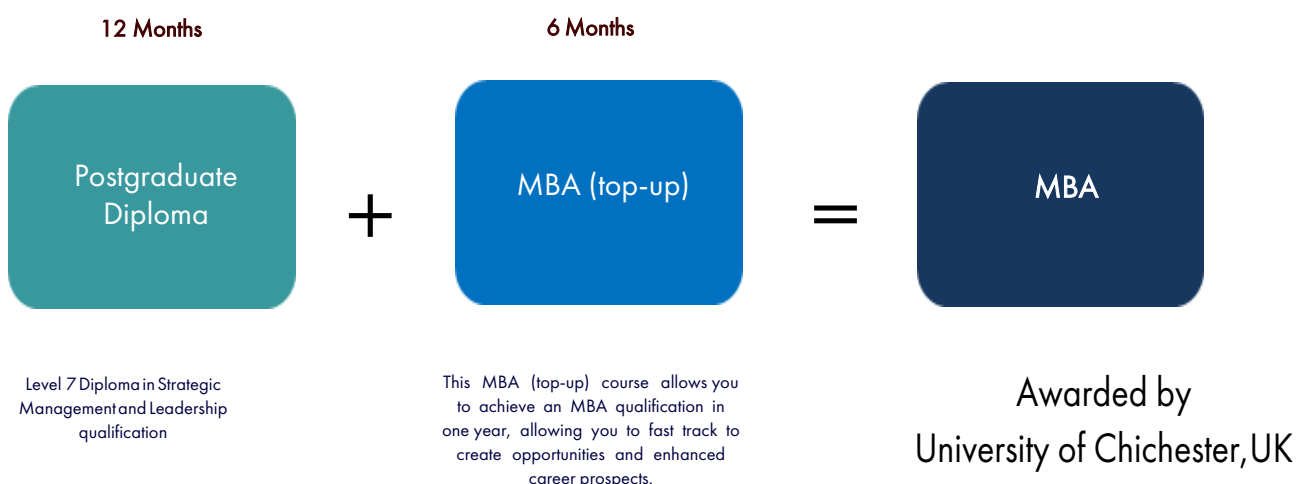 12 Months
6 Months
Postgraduate
Diploma
+
MBA (top-up)
=
MBA
Level 7 Diploma in Strategic
Management and Leadership
qualification
This MBA (top-up) course allows you
to achieve an MBA qualification in
one year, allowing you to fast track to
create opportunities and enhanced
career prospects.
Awarded by
University of Chichester,UK